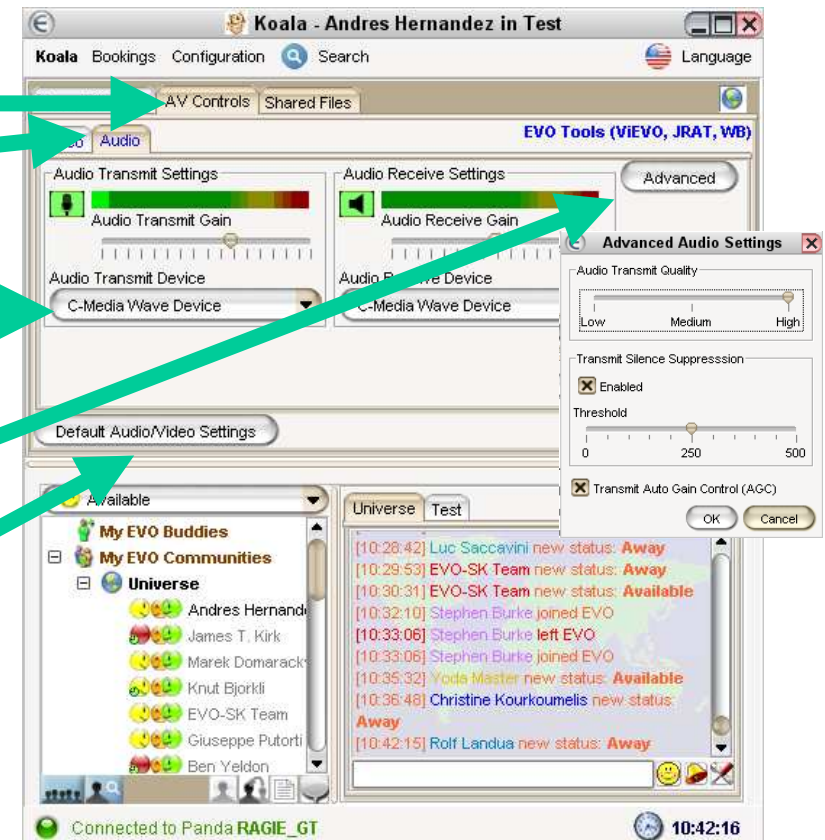 Koala - Andres Hernandez in Test
Koala Bookings Configuration Search Language
AV Controls Shared Files
Audio
EVO Tools (ViEVO, JRAT, WB)
Audio Transmit Settings
Audio Transmit Gain
Audio Transmit Device
C-Media Wave Device
Audio Receive Settings
Audio Receive Gain
Device
C-Media Wave Device
Advanced
Advanced Audio Settings
Audio Transmit Quality
Low Medium High
Transmit Silence Suppresssion
Enabled
Threshold
0 250 500
Transmit Auto Gain Control (AGC)
OK Cancel
Default Audio/Video Settings
Available
My EVO Buddies
My EVO Communities
Universe
Andres Hernand
James T. Kirk
Marek Domarack
Knut Bjorkli
EVO-SK Team
Giuseppe Putorti
Ben Yeldon
Universe Test
[10:28:42] Luc Saccavini new status: Away
[10:29:53] EVO-SK Team new status: Away
[10:30:31] EVO-SK Team new status: Available
[10:32:10] Stephen Burke joined EVO
[10:33:06] Stephen Burke left EVO
[10:33:06] Stephen Burke joined EVO
[10:35:32] Yoda Master new status: Available
[10:36:48] Christine Kourkoumelis new status:
Away
[10:42:15] Rolf Landua new status: Away
Connected to Panda RAGIE_GT
10:42:16